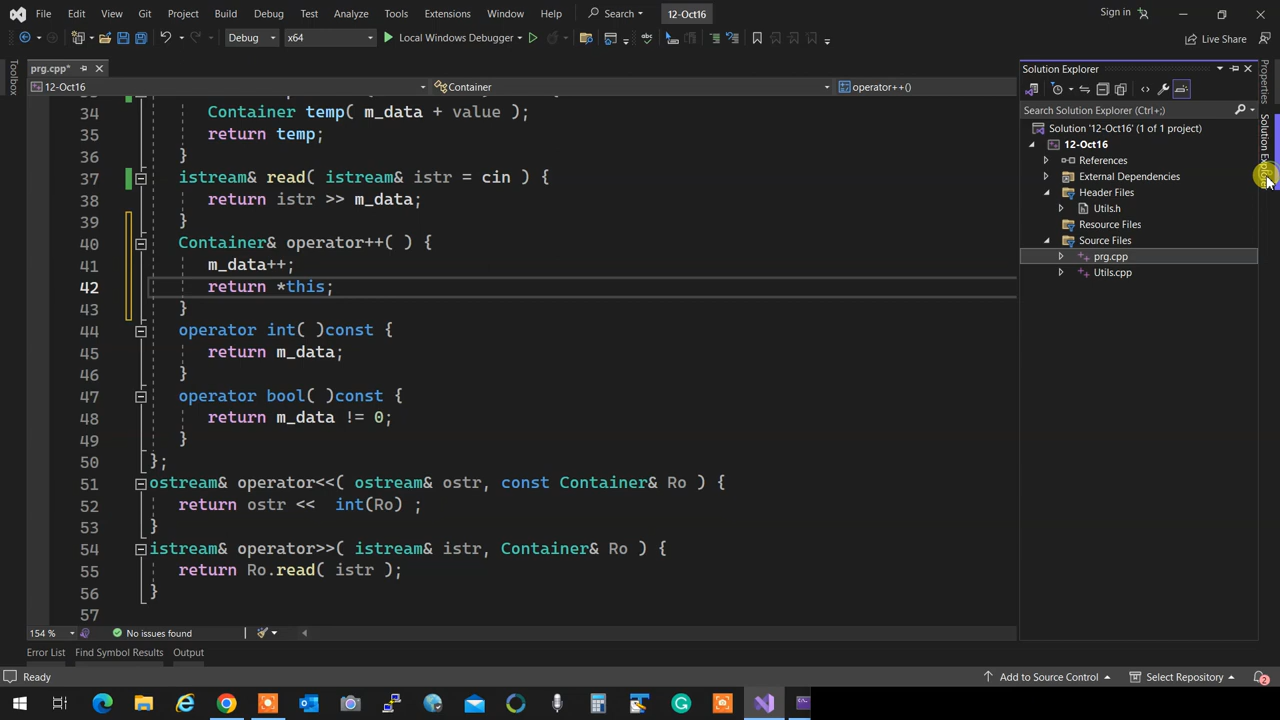 File Edit View Git Project Build Debug Test Analyze Tools Extensions Window Help Search 12-Oct16 Sign in
Debug x64 Local Windows Debugger Live Share
Toolbox prg.cpp* Solution Explorer Properties
12-Oct16 Container operator++()
34 Container temp( m_data + value );
35 return temp;
36 }
37 istream& read( istream& istr = cin ) {
38 return istr >> m_data;
39 }
40 Container& operator++( ) {
41 m_data++;
42 return *this;
43 }
44 operator int( )const {
45 return m_data;
46 }
47 operator bool( )const {
48 return m_data != 0;
49 }
50 };
51 ostream& operator<<( ostream& ostr, const Container& Ro ) {
52 return ostr << int(Ro) ;
53 }
54 istream& operator>>( istream& istr, Container& Ro ) {
55 return Ro.read( istr );
56 }
57
Search Solution Explorer (Ctrl+;)
Solution '12-Oct16' (1 of 1 project)
12-Oct16
References
External Dependencies
Header Files
Utils.h
Resource Files
Source Files
prg.cpp
Utils.cpp
154 % No issues found
Error List Find Symbol Results Output
Ready Add to Source Control Select Repository 2